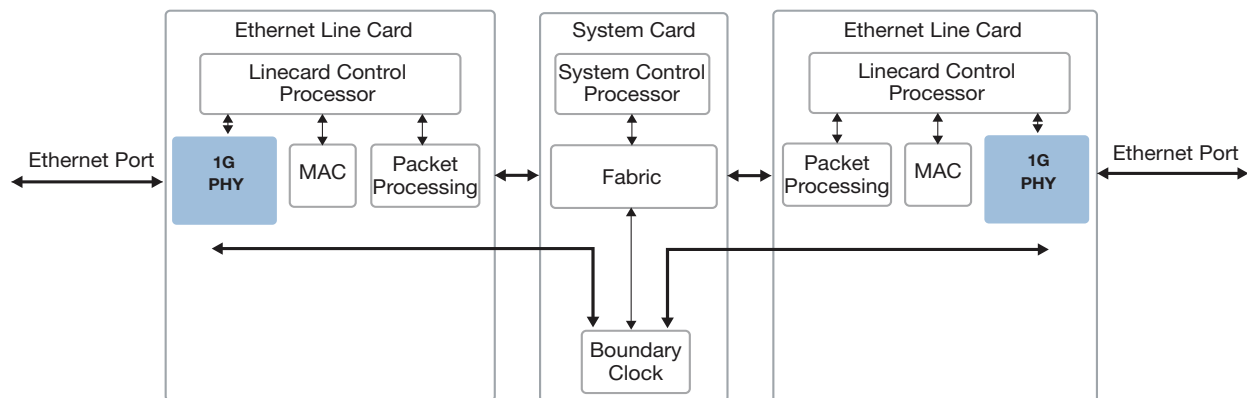 Ethernet Line Card
System Card
Ethernet Line Card
Linecard Control
Processor
System Control
Processor
Linecard Control
Processor
Ethernet Port
1G
PHY
MAC
Packet
Processing
Fabric
Packet
Processing
MAC
1G
PHY
Ethernet Port
Boundary
Clock